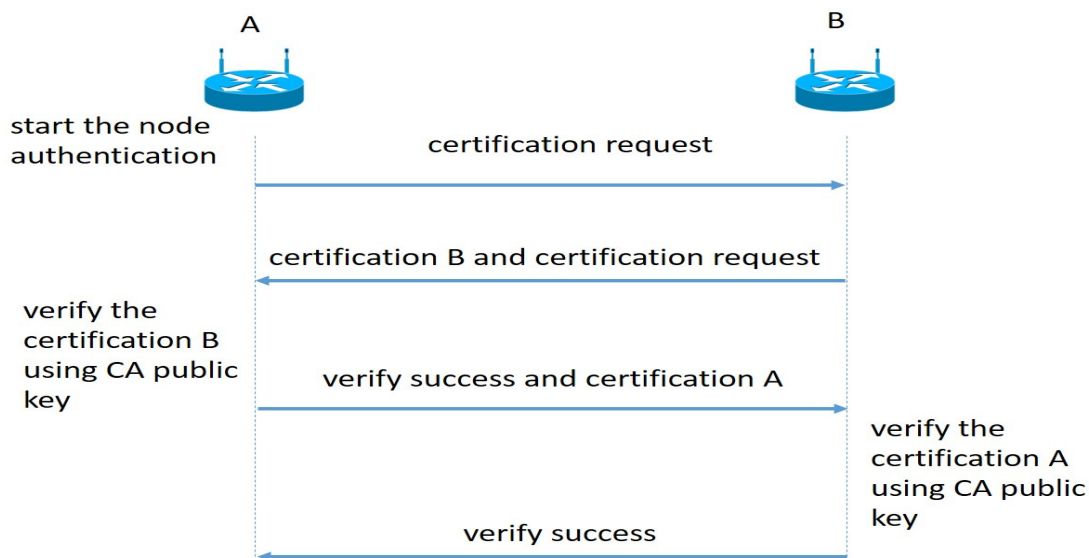 A
B
start the node
authentication
certification request
certification B and certification request
verify the
certification B
using CA public
key
verify success and certification A
verify the
certification A
using CA public
key
verify success